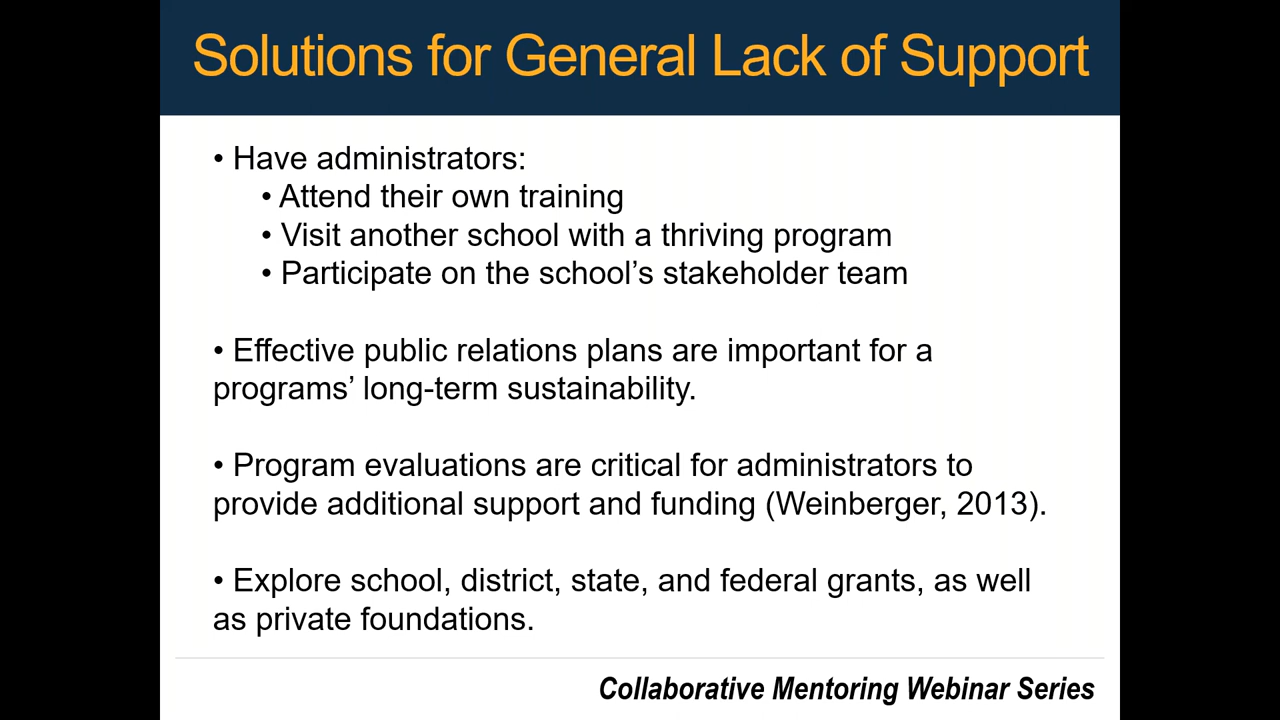 Solutions for General Lack of Support
• Have administrators:
• Attend their own training
• Visit another school with a thriving program
• Participate on the school’s stakeholder team
• Effective public relations plans are important for a
programs’ long-term sustainability.
• Program evaluations are critical for administrators to
provide additional support and funding (Weinberger, 2013).
• Explore school, district, state, and federal grants, as well
as private foundations.
Collaborative Mentoring Webinar Series